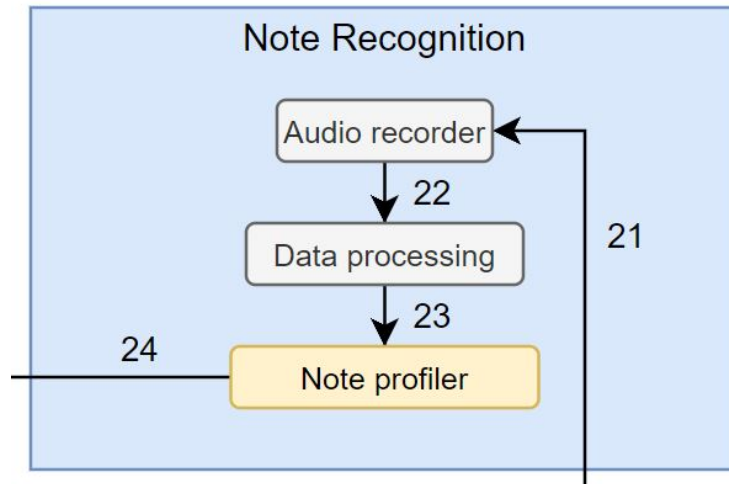 Note Recognition
Audio recorder
22
21
Data processing
23
24
Note profiler